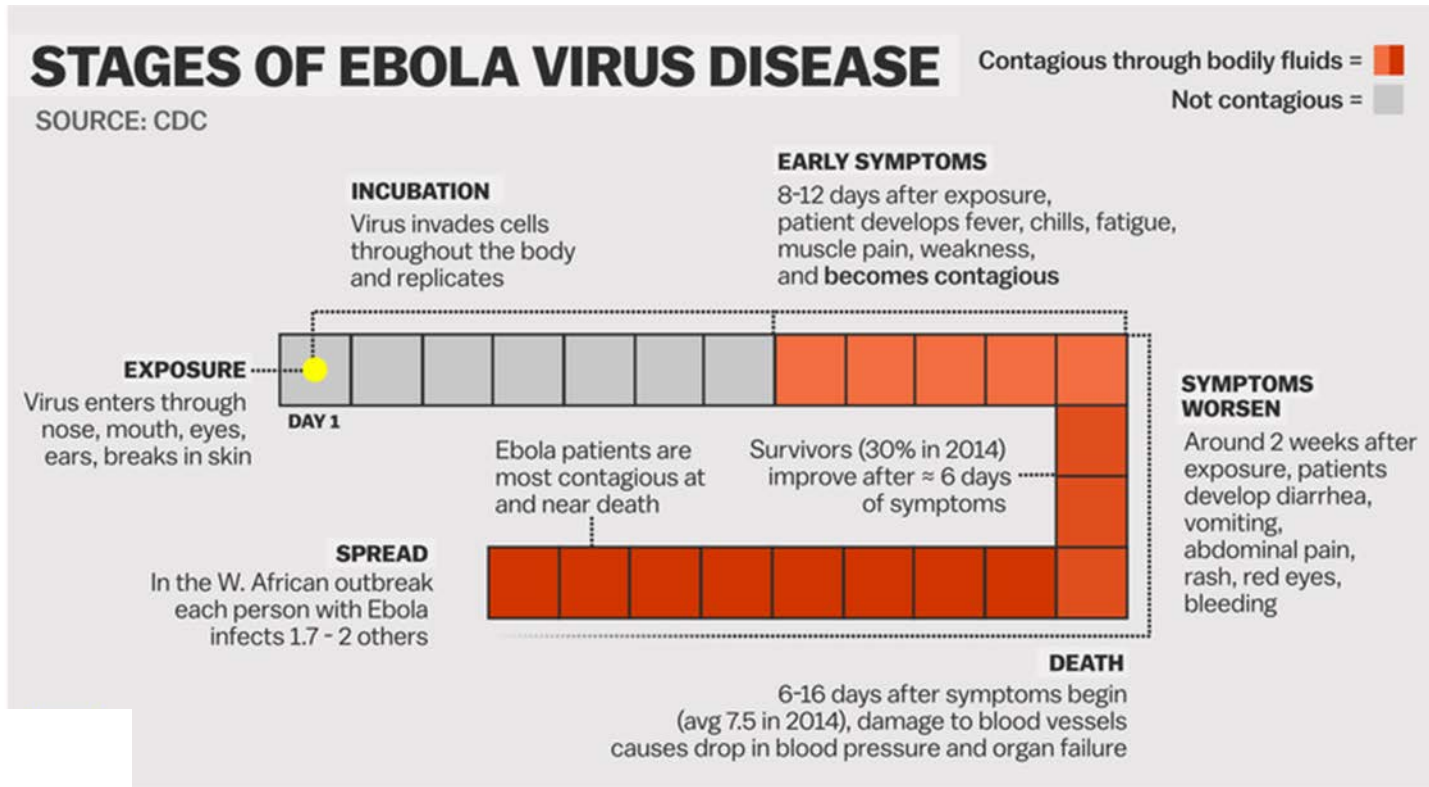 STAGES OF EBOLA VIRUS DISEASE
SOURCE: CDC
Contagious through bodily fluids =
Not contagious =
INCUBATION
Virus invades cells
throughout the body
and replicates
EARLY SYMPTOMS
8-12 days after exposure,
patient develops fever, chills, fatigue,
muscle pain, weakness,
and becomes contagious
EXPOSURE
Virus enters through
nose, mouth, eyes,
ears, breaks in skin
DAY 1
SYMPTOMS
WORSEN
Around 2 weeks after
exposure, patients
develop diarrhea,
vomiting,
abdominal pain,
rash, red eyes,
bleeding
Survivors (30% in 2014)
improve after ≈ 6 days
of symptoms
Ebola patients are
most contagious at
and near death
SPREAD
In the W. African outbreak
each person with Ebola
infects 1.7 - 2 others
DEATH
6-16 days after symptoms begin
(avg 7.5 in 2014), damage to blood vessels
causes drop in blood pressure and organ failure